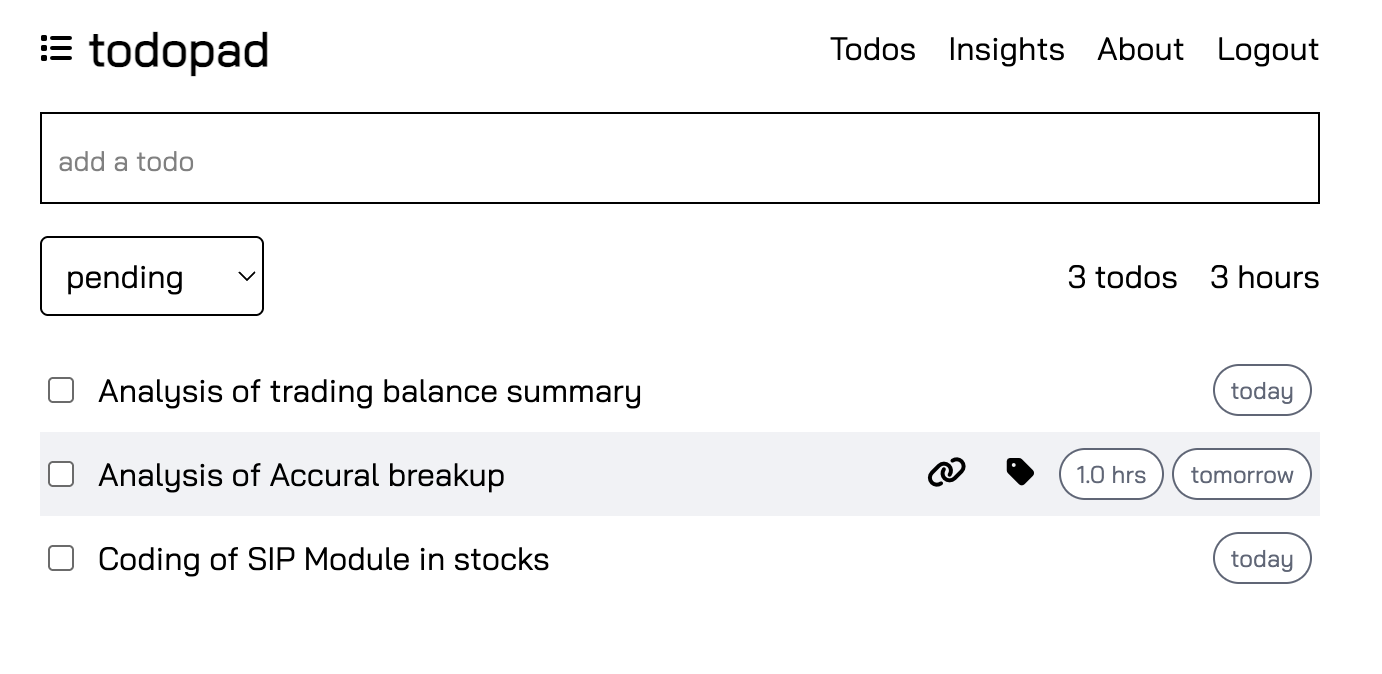 todopad Todos Insights About Logout
add a todo
pending 3 todos 3 hours
Analysis of trading balance summary today
Analysis of Accural breakup 1.0 hrs tomorrow
Coding of SIP Module in stocks today